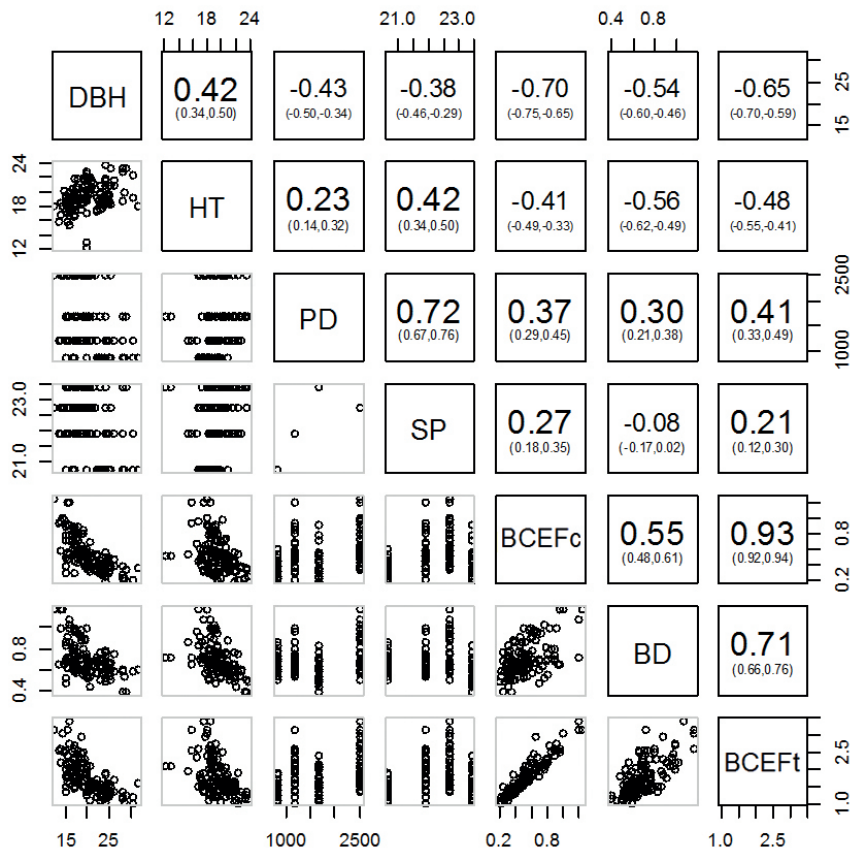 12 18 24 21.0 23.0 0.4 0.8
DBH 0.42 -0.43 -0.38 -0.70 -0.54 -0.65
(0.34,0.50) (-0.50,-0.34) (-0.46,-0.29) (-0.75,-0.65) (-0.60,-0.46) (-0.70,-0.59)
15 25
12 18 24
HT 0.23 0.42 -0.41 -0.56 -0.48
(0.14,0.32) (0.34,0.50) (-0.49,-0.33) (-0.62,-0.49) (-0.55,-0.41)
PD 0.72 0.37 0.30 0.41
(0.67,0.76) (0.29,0.45) (0.21,0.38) (0.33,0.49)
1000 2500
21.0 23.0
SP 0.27 -0.08 0.21
(0.18,0.35) (-0.17,0.02) (0.12,0.30)
BCEFc 0.55 0.93
(0.48,0.61) (0.92,0.94)
0.2 0.8
0.4 0.8
BD 0.71
(0.66,0.76)
BCEFt
1.0 2.5
15 25 1000 2500 0.2 0.8 1.0 2.5